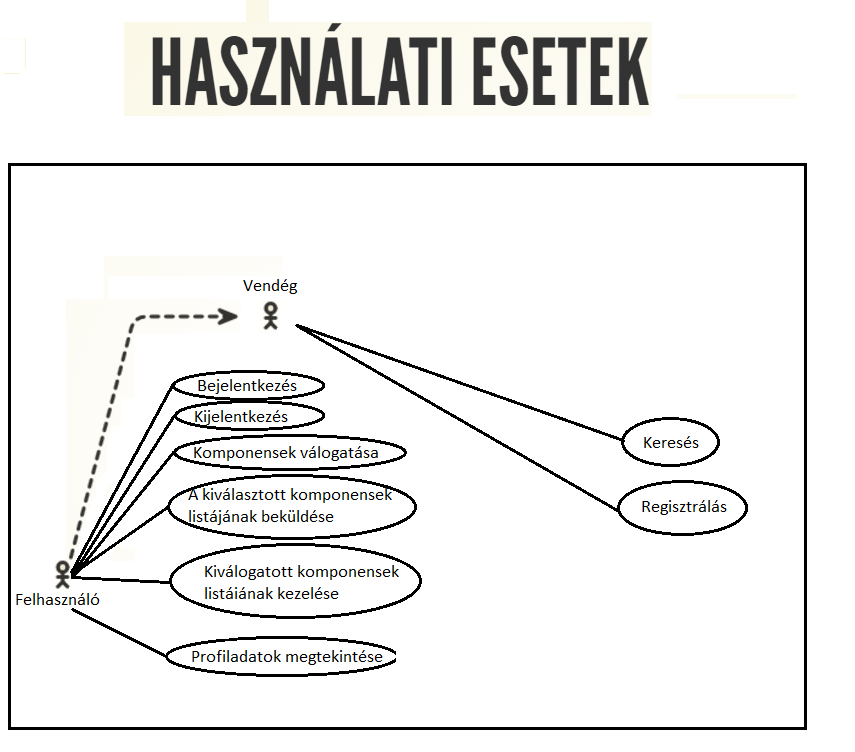 HASZNÁLATI ESETEK
Vendég
Bejelentkezés
Kijelentkezés
Komponensek válogatása
A kiválasztott komponensek
listájának beküldése
Kiválogatott komponensek
listáiának kezelése
Felhasználó
Profiladatok megtekintése
Keresés
Regisztrálás